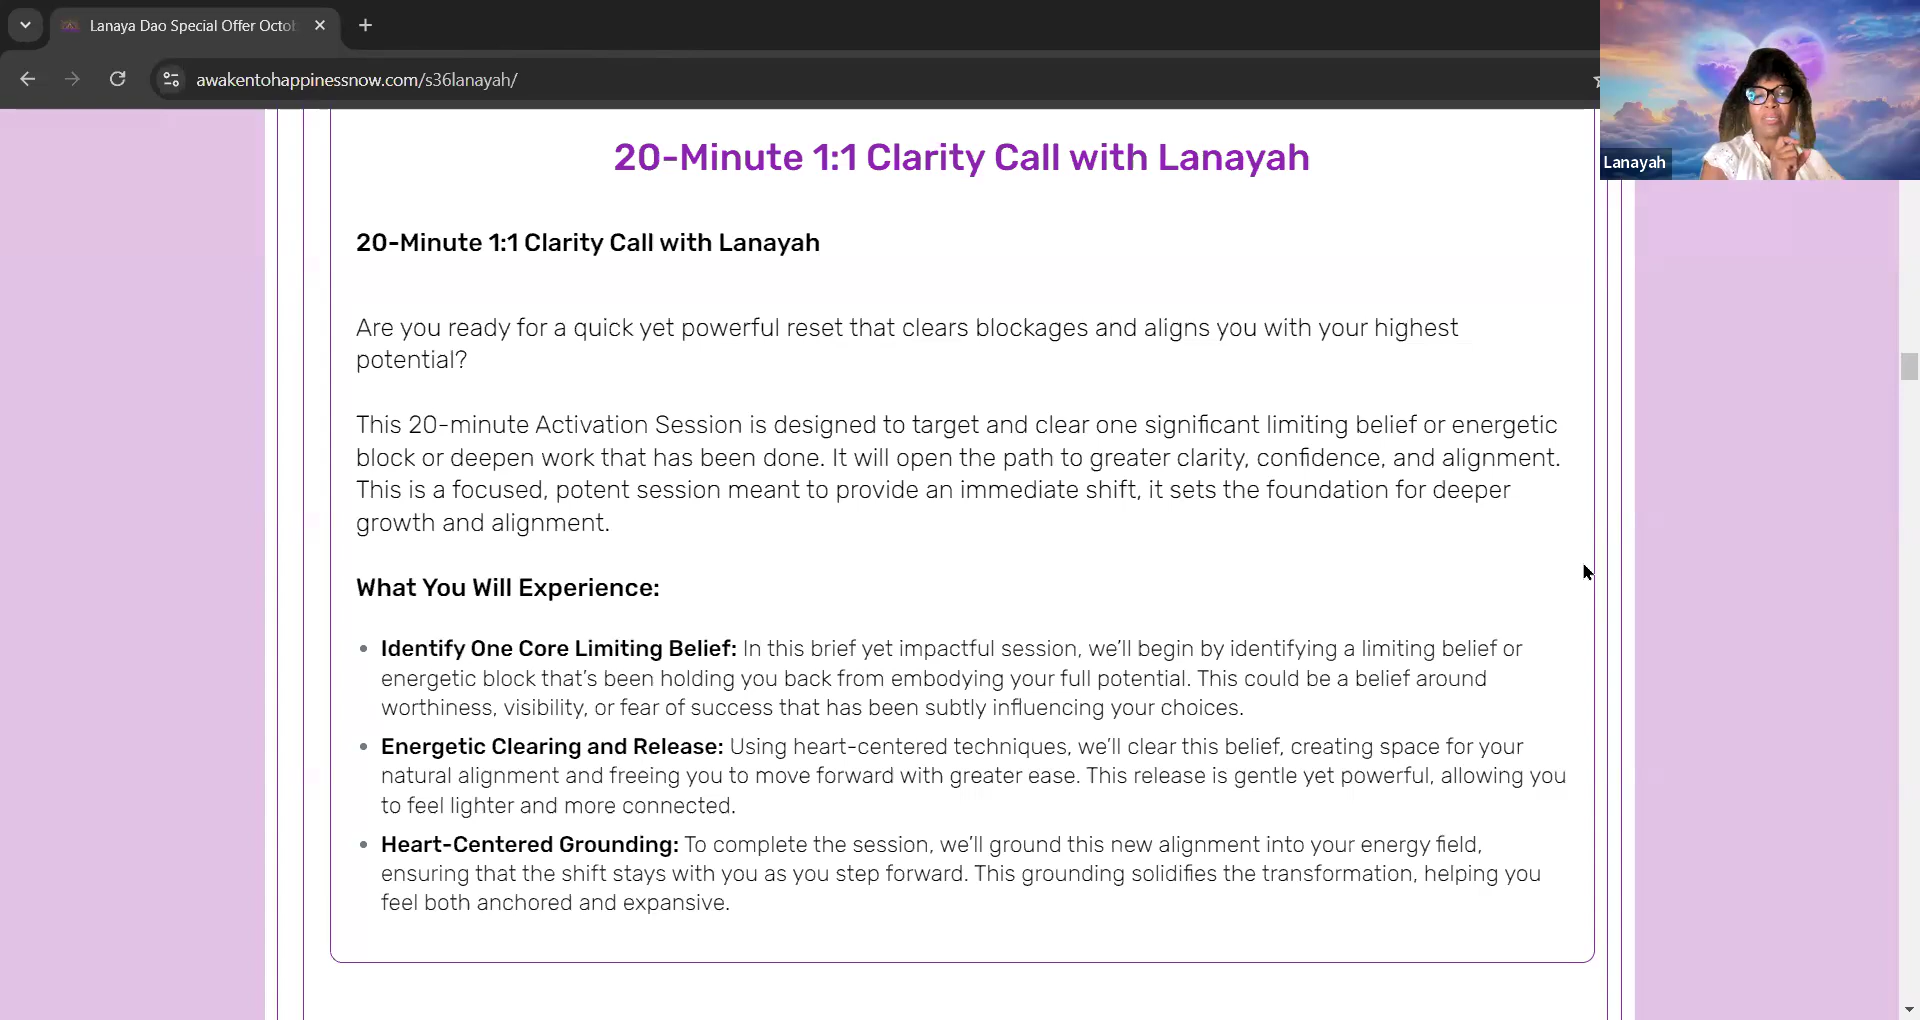 Lanaya Dao Special Offer Octob
awakentohappinessnow.com/s36lanayah/
Lanayah
20-Minute 1:1 Clarity Call with Lanayah
20-Minute 1:1 Clarity Call with Lanayah
Are you ready for a quick yet powerful reset that clears blockages and aligns you with your highest
potential?
This 20-minute Activation Session is designed to target and clear one significant limiting belief or energetic
block or deepen work that has been done. It will open the path to greater clarity, confidence, and alignment.
This is a focused, potent session meant to provide an immediate shift, it sets the foundation for deeper
growth and alignment.
What You Will Experience:
• Identify One Core Limiting Belief: In this brief yet impactful session, we'll begin by identifying a limiting belief or
energetic block that's been holding you back from embodying your full potential. This could be a belief around
worthiness, visibility, or fear of success that has been subtly influencing your choices.
• Energetic Clearing and Release: Using heart-centered techniques, we'll clear this belief, creating space for your
natural alignment and freeing you to move forward with greater ease. This release is gentle yet powerful, allowing you
to feel lighter and more connected.
• Heart-Centered Grounding: To complete the session, we'll ground this new alignment into your energy field,
ensuring that the shift stays with you as you step forward. This grounding solidifies the transformation, helping you
feel both anchored and expansive.